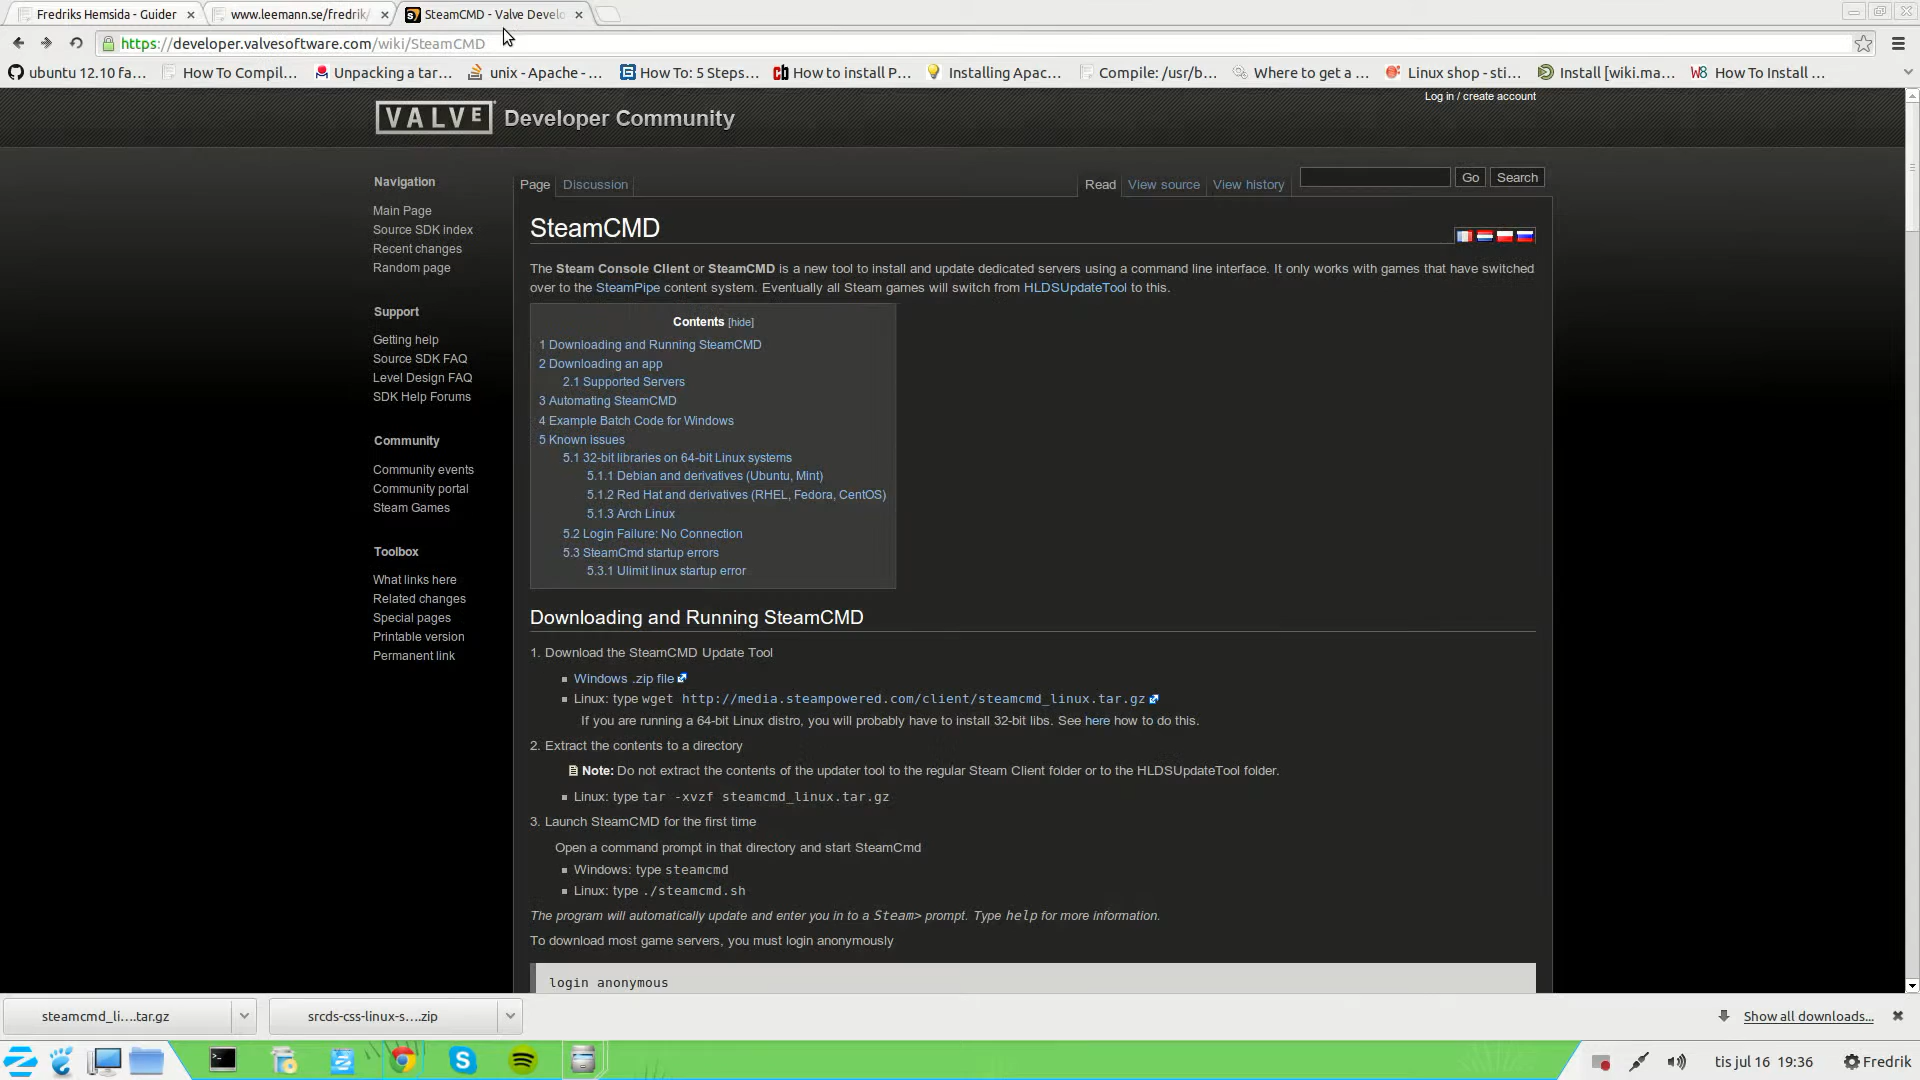 Fredriks Hemsida - Guider
www.leemann.se/fredrik/
SteamCMD - Valve Develo
https://developer.valvesoftware.com/wiki/SteamCMD
ubuntu 12.10 fa...
How To Compil...
Unpacking a tar...
unix - Apache - ...
How To: 5 Steps...
How to install P...
Installing Apac...
Compile: /usr/b...
Where to get a ...
Linux shop - sti...
Install [wiki.ma...
W8 How To Install ...
Log in / create account
VALVE Developer Community
Navigation
Main Page
Source SDK index
Recent changes
Random page
Support
Getting help
Source SDK FAQ
Level Design FAQ
SDK Help Forums
Community
Community events
Community portal
Steam Games
Toolbox
What links here
Related changes
Special pages
Printable version
Permanent link
Page Discussion
Read View source View history
Go Search
SteamCMD
The Steam Console Client or SteamCMD is a new tool to install and update dedicated servers using a command line interface. It only works with games that have switched
over to the SteamPipe content system. Eventually all Steam games will switch from HLDSUpdateTool to this.
Contents [hide]
1 Downloading and Running SteamCMD
2 Downloading an app
2.1 Supported Servers
3 Automating SteamCMD
4 Example Batch Code for Windows
5 Known issues
5.1 32-bit libraries on 64-bit Linux systems
5.1.1 Debian and derivatives (Ubuntu, Mint)
5.1.2 Red Hat and derivatives (RHEL, Fedora, CentOS)
5.1.3 Arch Linux
5.2 Login Failure: No Connection
5.3 SteamCmd startup errors
5.3.1 Ulimit linux startup error
Downloading and Running SteamCMD
1. Download the SteamCMD Update Tool
Windows .zip file
Linux: type wget http://media.steampowered.com/client/steamcmd_linux.tar.gz
If you are running a 64-bit Linux distro, you will probably have to install 32-bit libs. See here how to do this.
2. Extract the contents to a directory
Note: Do not extract the contents of the updater tool to the regular Steam Client folder or to the HLDSUpdateTool folder.
Linux: type tar -xvzf steamcmd_linux.tar.gz
3. Launch SteamCMD for the first time
Open a command prompt in that directory and start SteamCmd
Windows: type steamcmd
Linux: type ./steamcmd.sh
The program will automatically update and enter you in to a Steam> prompt. Type help for more information.
To download most game servers, you must login anonymously
login anonymous
steamcmd_li....tar.gz
srcds-css-linux-s....zip
Show all downloads...
tis jul 16 19:36
Fredrik